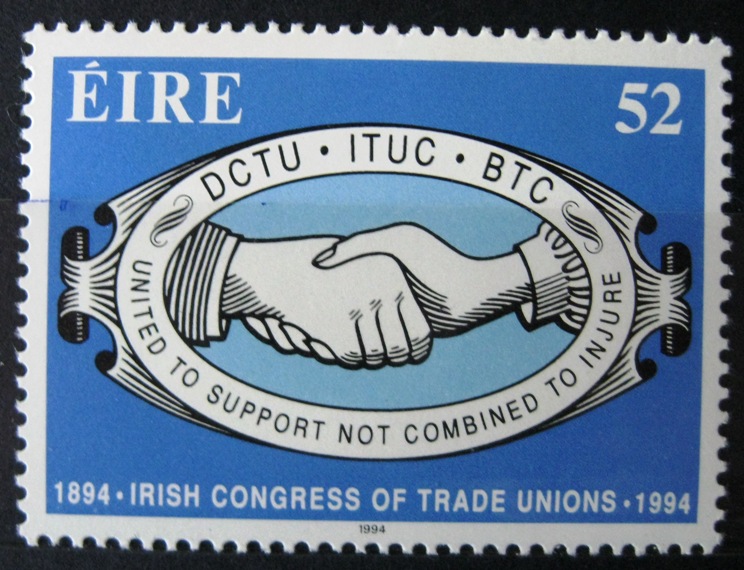 ÉIRE
52
DCTU • ITUC • BTC
UNITED TO SUPPORT NOT COMBINED TO INJURE
1894 • IRISH CONGRESS OF TRADE UNIONS • 1994
1994